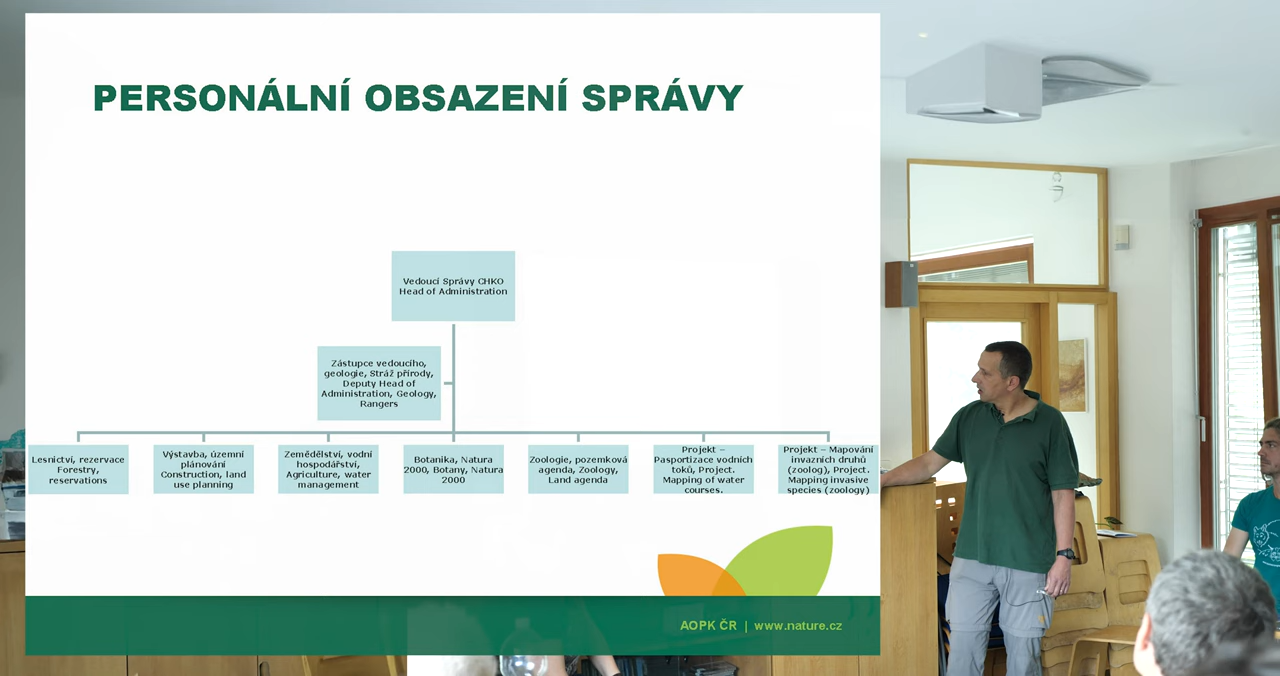 PERSONÁLNÍ OBSAZENÍ SPRÁVY
Vedoucí Správy CHKO
Head of Administration
Zástupce vedoucího,
geologie, Stráž přírody,
Deputy Head of
Administration, Geology,
Rangers
Lesnictví, rezervace
Forestry,
reservations
Výstavba, územní
plánování
Construction, land
use planning
Zemědělství, vodní
hospodářství,
Agriculture, water
management
Botanika, Natura
2000, Botany, Natura
2000
Zoologie, pozemková
agenda, Zoology,
Land agenda
Projekt –
Pasportizace vodních
toků, Project.
Mapping of water
courses.
Projekt – Mapování
invazních druhů
(zoolog), Project.
Mapping invasive
species (zoology)
AOPK ČR | www.nature.cz